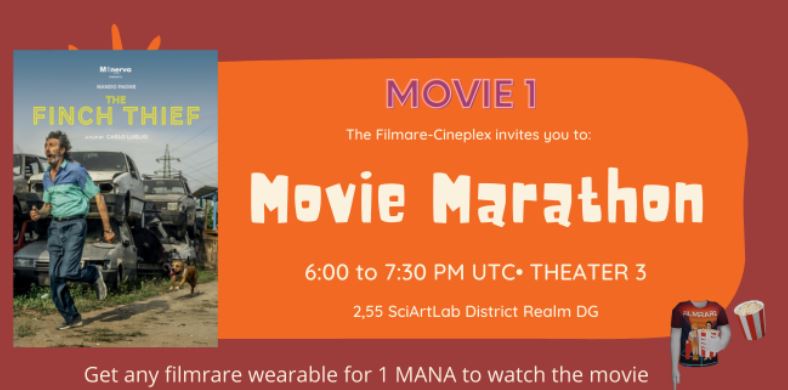 Minerva
NANDO PAONE
THE
FINCH THIEF
A FILM BY CARLO LUGLIO
MOVIE 1
The Filmare-Cineplex invites you to:
Movie Marathon
6:00 to 7:30 PM UTC• THEATER 3
2,55 SciArtLab District Realm DG
FILMRARE
Get any filmrare wearable for 1 MANA to watch the movie